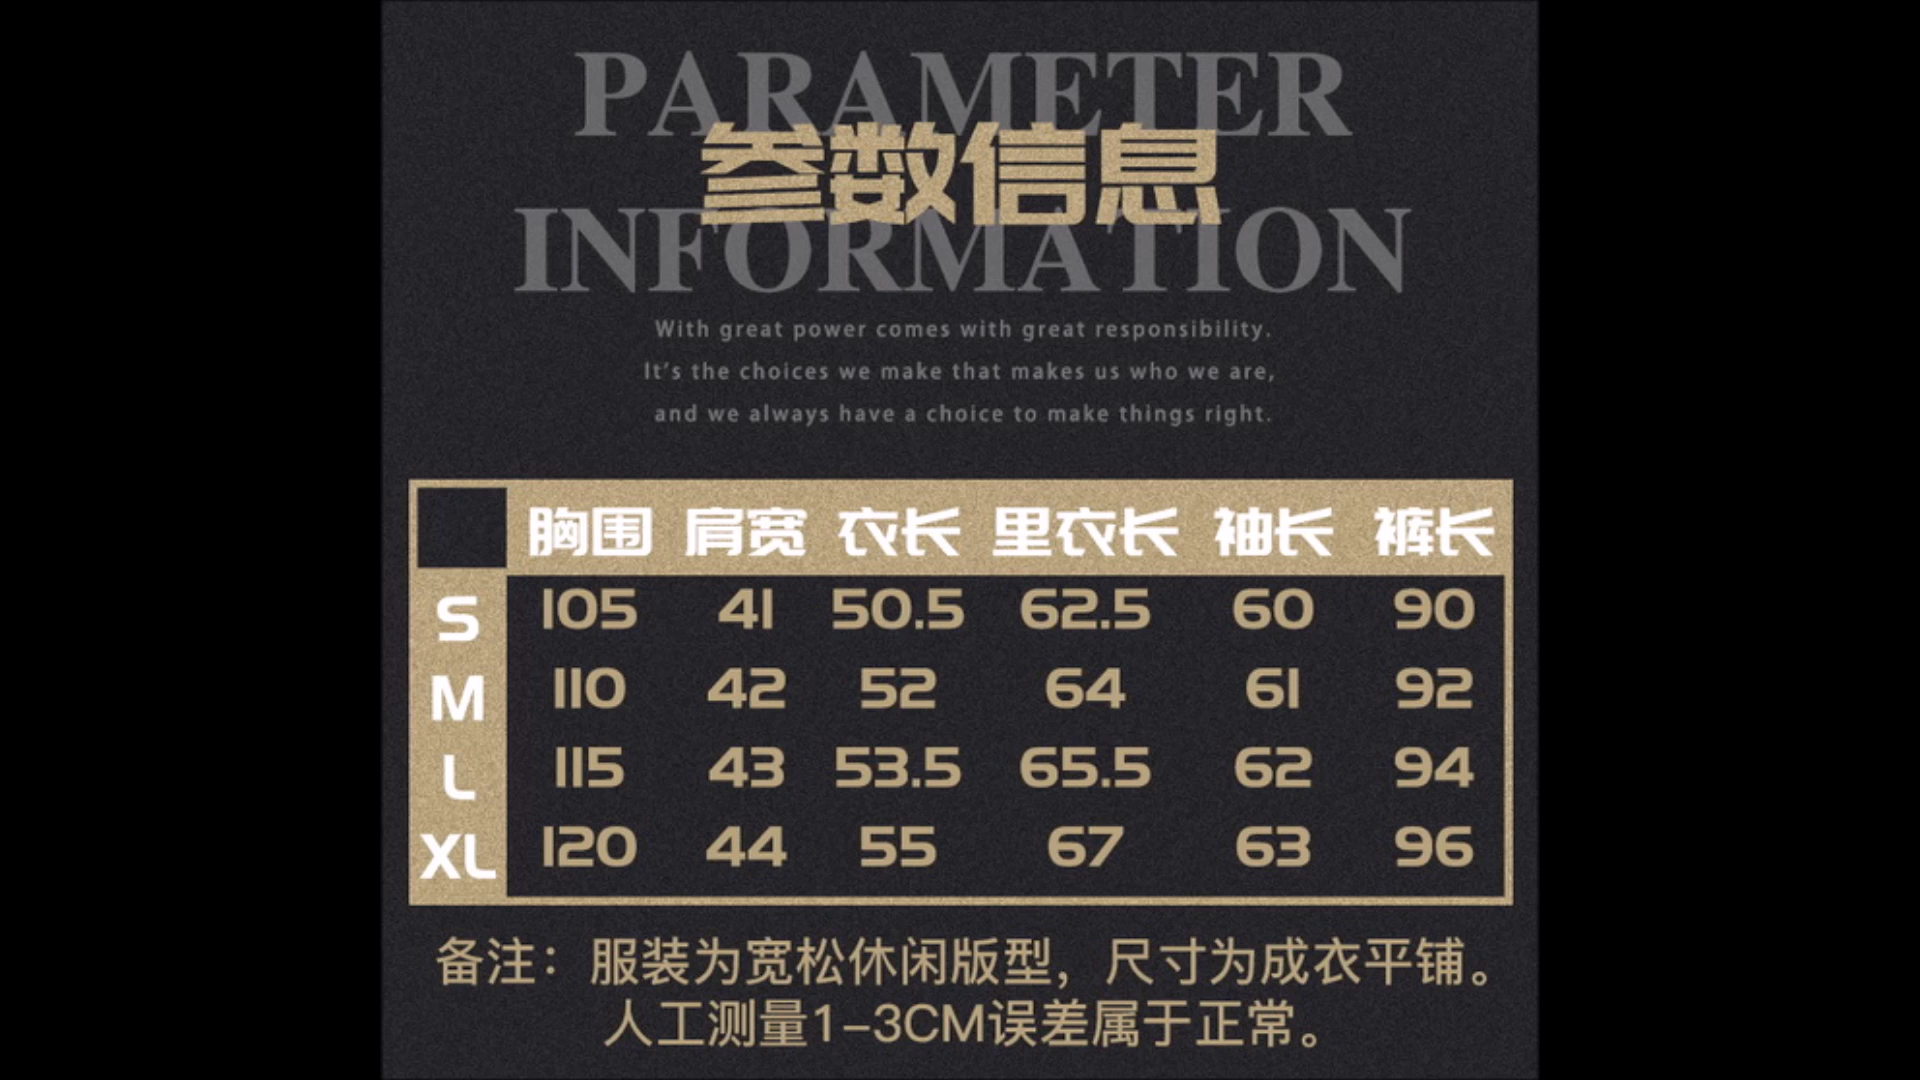 PARAMETER
参数信息
INFORMATION
With great power comes with great responsibility.
It's the choices we make that makes us who we are,
and we always have a choice to make things right.
胸围 肩宽 衣长 里衣长 袖长 裤长
S 105 41 50.5 62.5 60 90
M 110 42 52 64 61 92
L 115 43 53.5 65.5 62 94
XL 120 44 55 67 63 96
备注：服装为宽松休闲版型，尺寸为成衣平铺。
人工测量1-3CM误差属于正常。